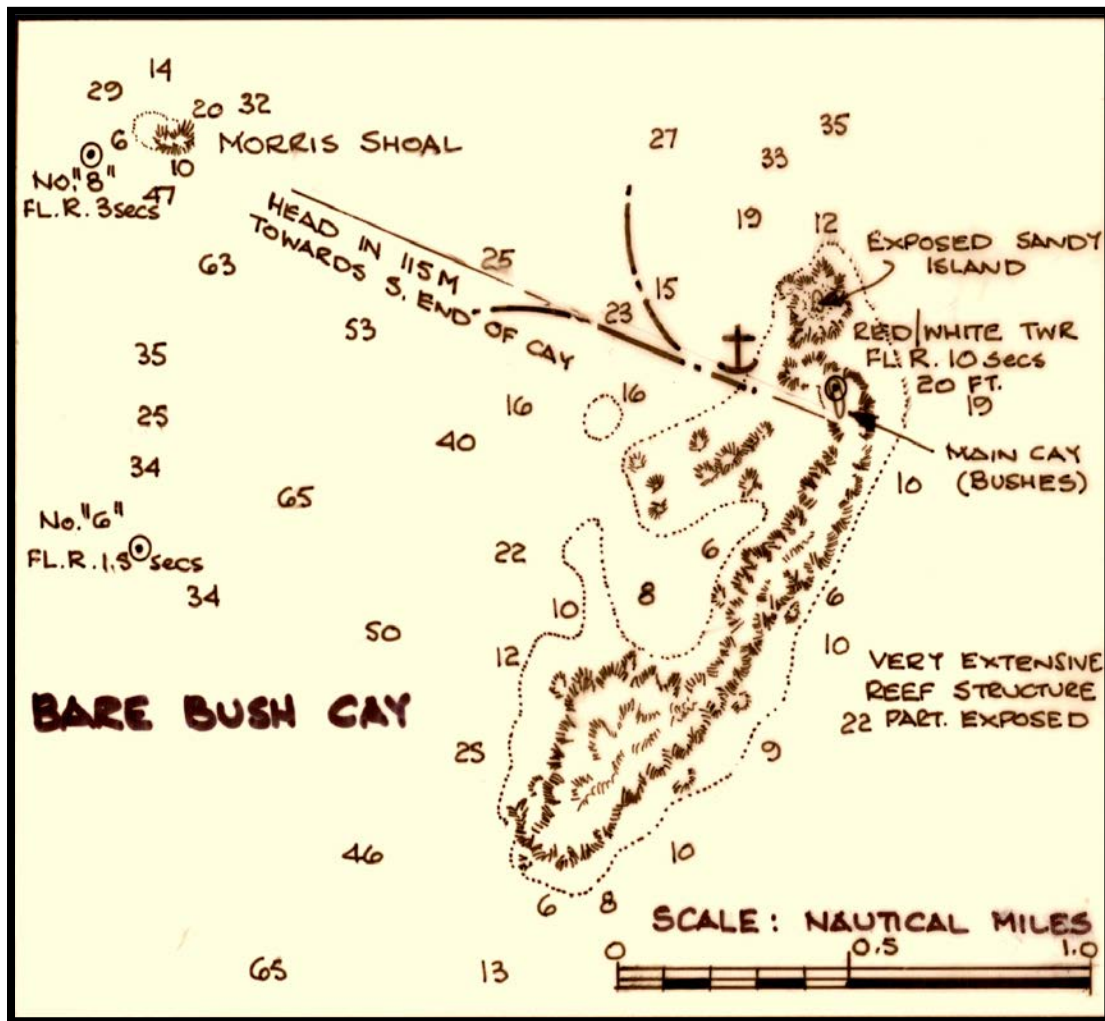 14
29
20 32
6
MORRIS SHOAL
10
No."8"
47
FL.R. 3secs
35
27
33
19
12
HEAD IN 115M
TOWARDS S. END OF CAY
EXPOSED SANDY
ISLAND
63
25
15
23
53
RED/WHITE TWR
FL. R. 10 secs
20 FT.
19
35
16
16
25
40
MAIN CAY
(BUSHES)
10
34
65
No."6"
FL.R.1.5 secs
22
6
34
10
8
6
50
12
10
VERY EXTENSIVE
REEF STRUCTURE
22 PART. EXPOSED
BARE BUSH CAY
25
9
46
10
6
8
SCALE: NAUTICAL MILES
0 0.5 1.0
65
13